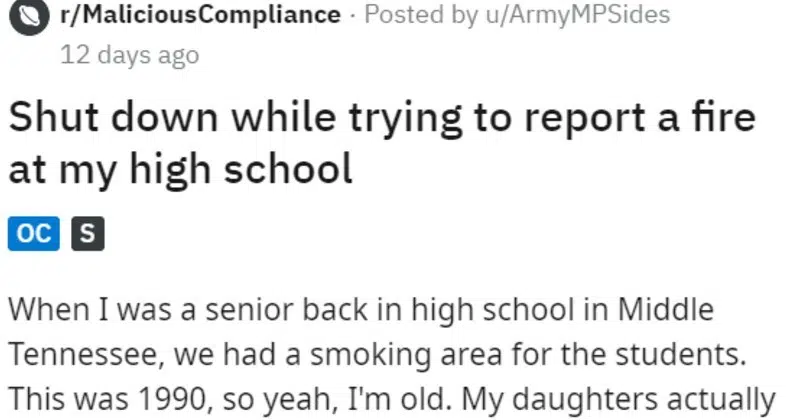 r/MaliciousCompliance · Posted by u/ArmyMPSides
12 days ago
Shut down while trying to report a fire
at my high school
OC S
When I was a senior back in high school in Middle
Tennessee, we had a smoking area for the students.
This was 1990, so yeah, I'm old. My daughters actually